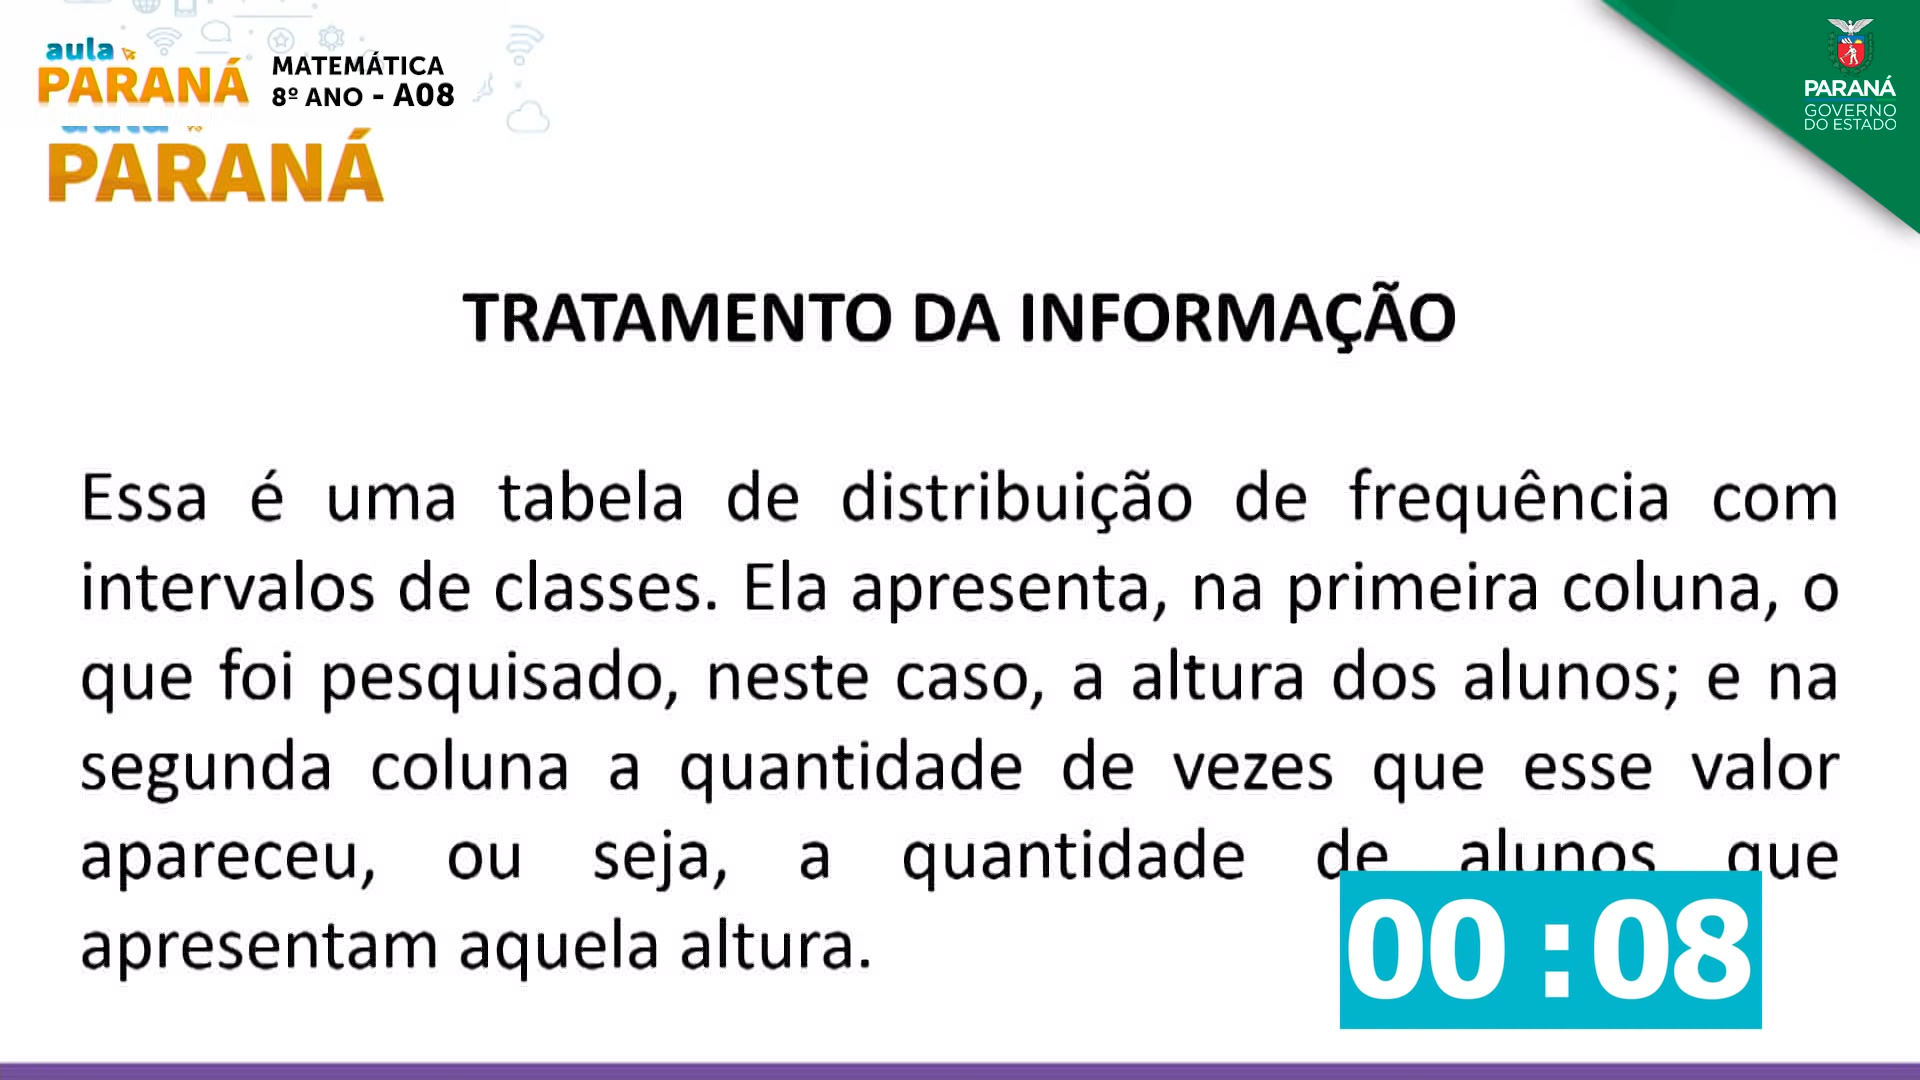 aula
PARANÁ
MATEMÁTICA
8º ANO - A08
PARANÁ
GOVERNO
DO ESTADO
PARANÁ
TRATAMENTO DA INFORMAÇÃO
Essa é uma tabela de distribuição de frequência com
intervalos de classes. Ela apresenta, na primeira coluna, o
que foi pesquisado, neste caso, a altura dos alunos; e na
segunda coluna a quantidade de vezes que esse valor
apareceu, ou seja, a quantidade de alunos que
apresentam aquela altura.
00:08